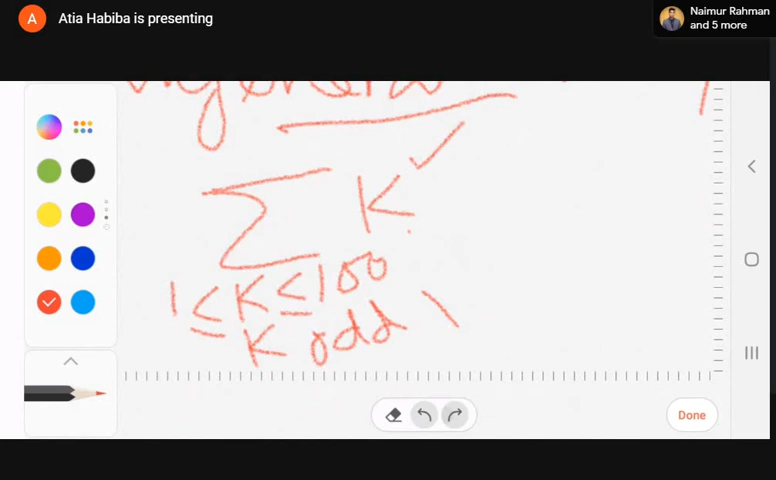 A Atia Habiba is presenting
Naimur Rahman
and 5 more
∑ K
1 ≤ K ≤ 100
K odd
Done